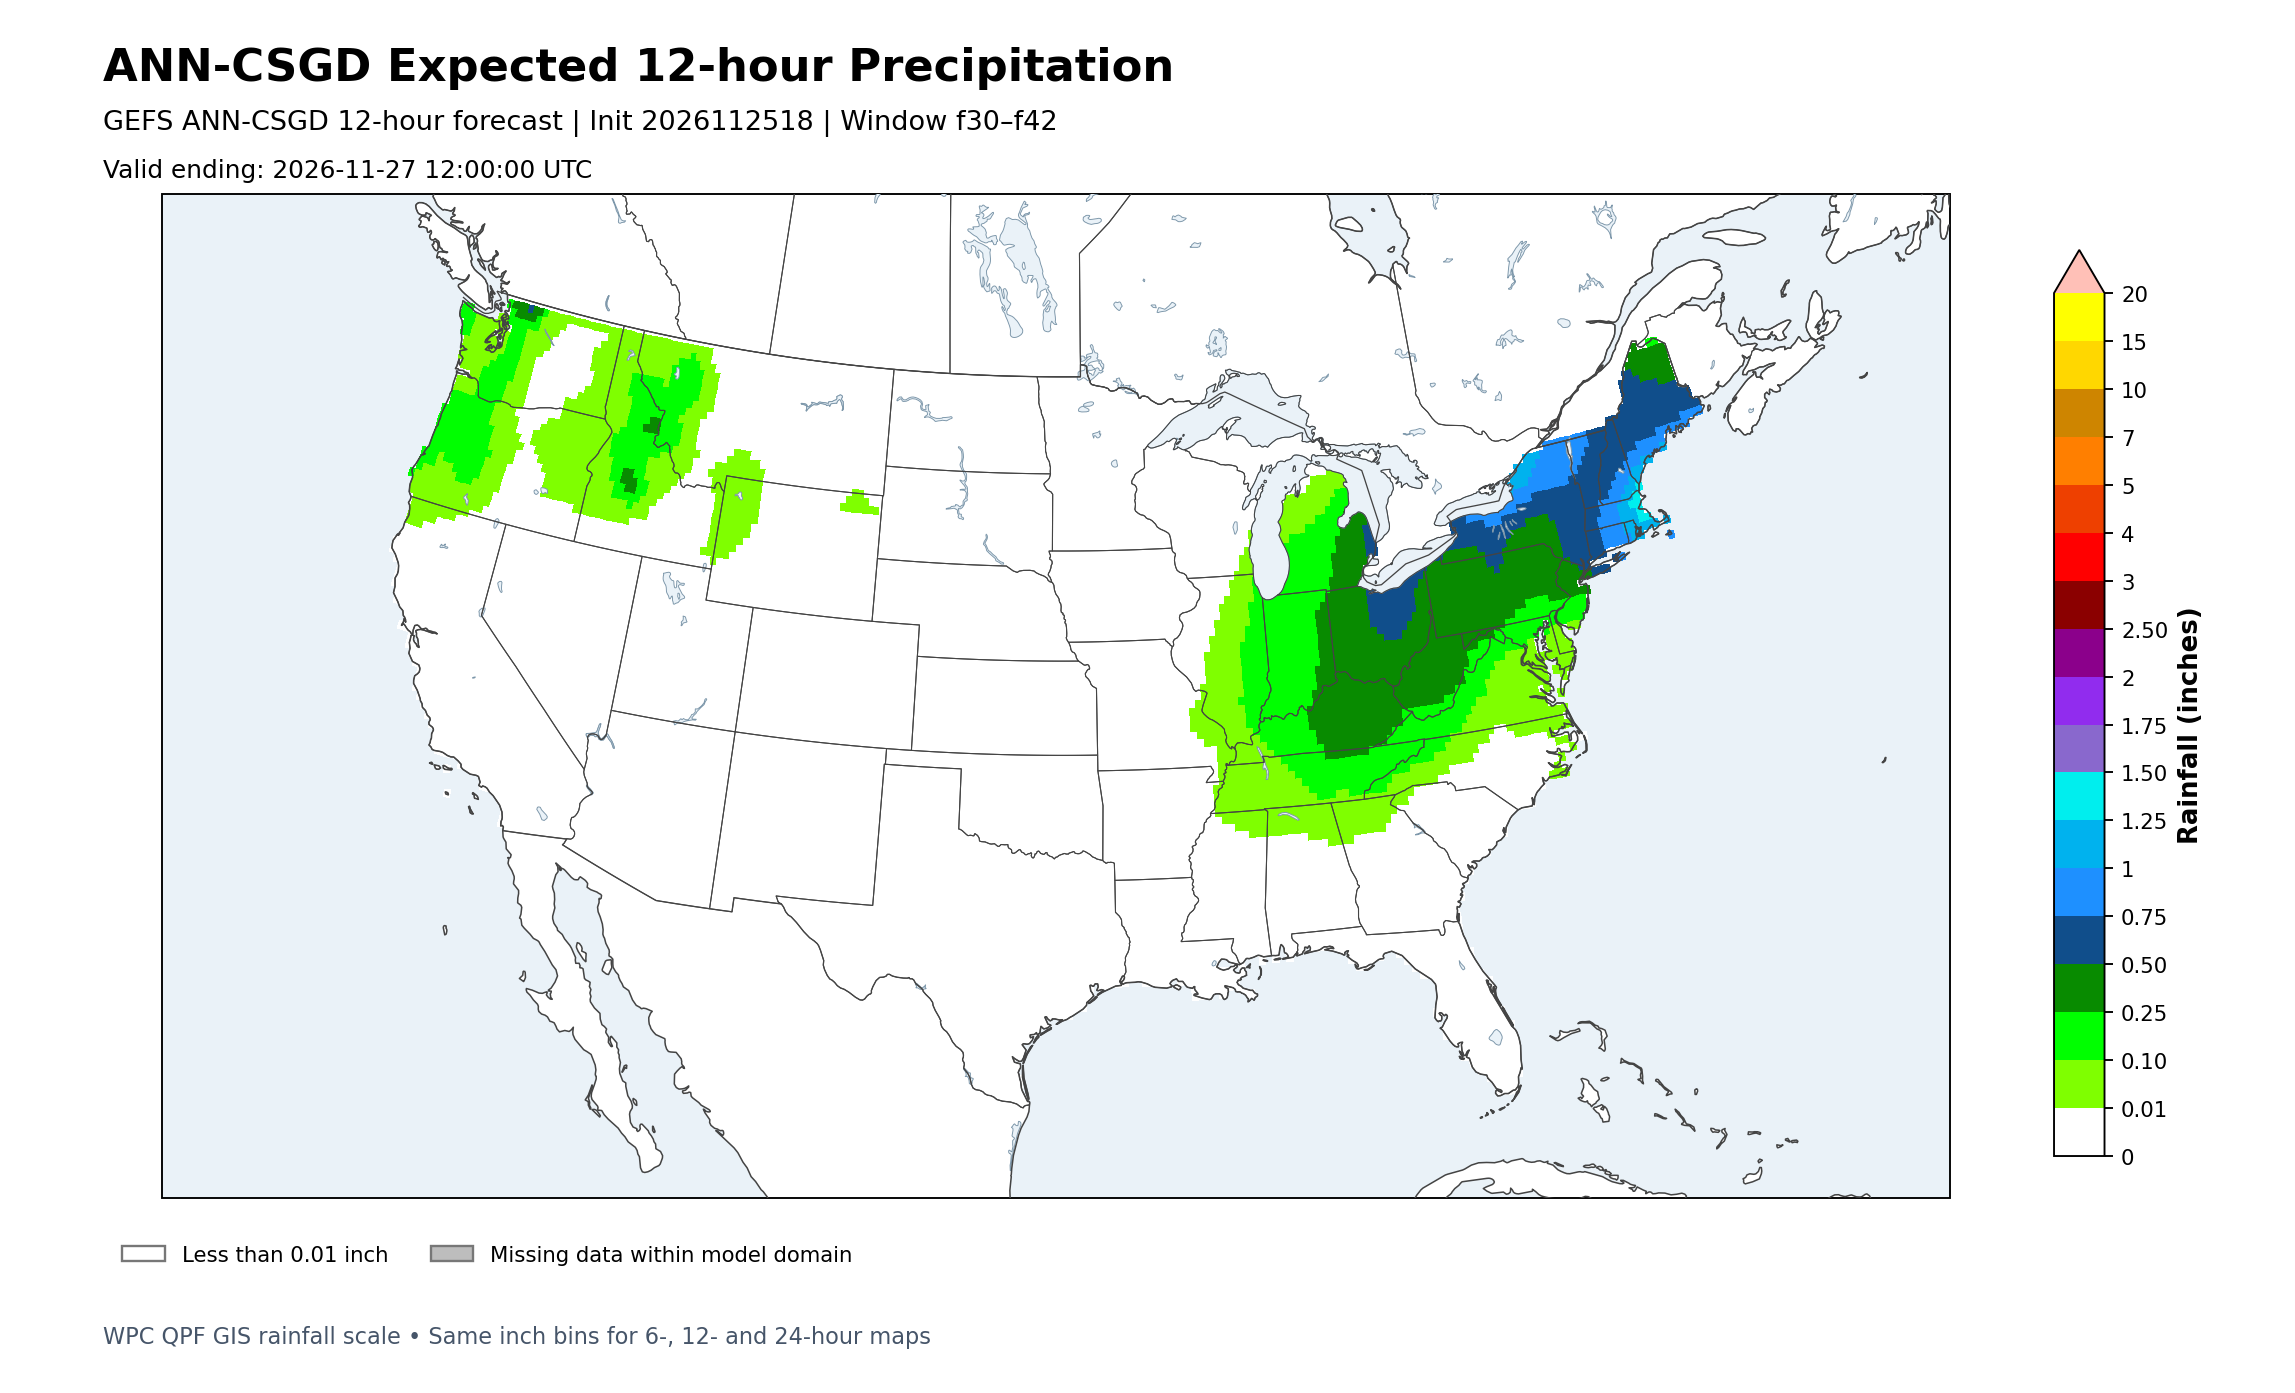 ANN-CSGD Expected 12-hour Precipitation
GEFS ANN-CSGD 12-hour forecast | Init 2026112518 | Window f30–f42
Valid ending: 2026-11-27 12:00:00 UTC
20
15
10
7
5
4
3
2.50
2
1.75
1.50
1.25
1
0.75
0.50
0.25
0.10
0.01
0
Rainfall (inches)
Less than 0.01 inch
Missing data within model domain
WPC QPF GIS rainfall scale • Same inch bins for 6-, 12- and 24-hour maps